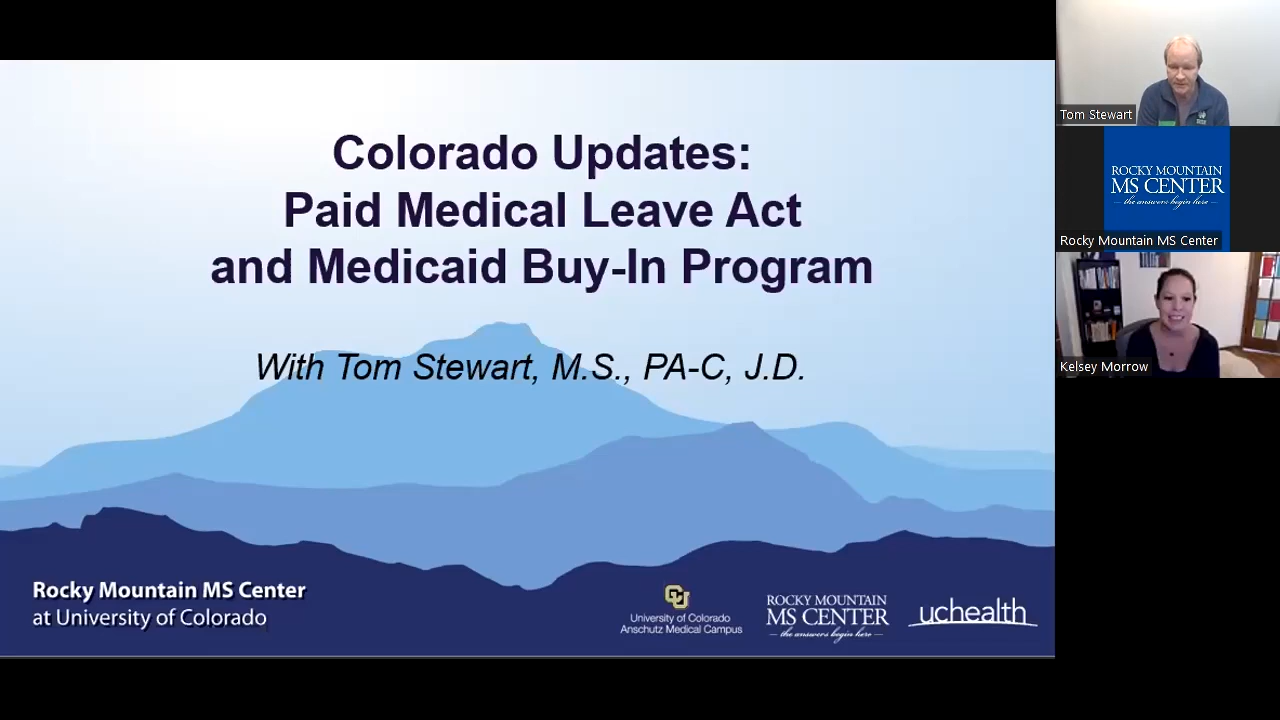 Colorado Updates:
Paid Medical Leave Act
and Medicaid Buy-In Program
With Tom Stewart, M.S., PA-C, J.D.
Rocky Mountain MS Center
at University of Colorado
University of Colorado
Anschutz Medical Campus
ROCKY MOUNTAIN
MS CENTER
the answers begin here
uchealth
Tom Stewart
ROCKY MOUNTAIN
MS CENTER
the answers begin here
Rocky Mountain MS Center
Kelsey Morrow